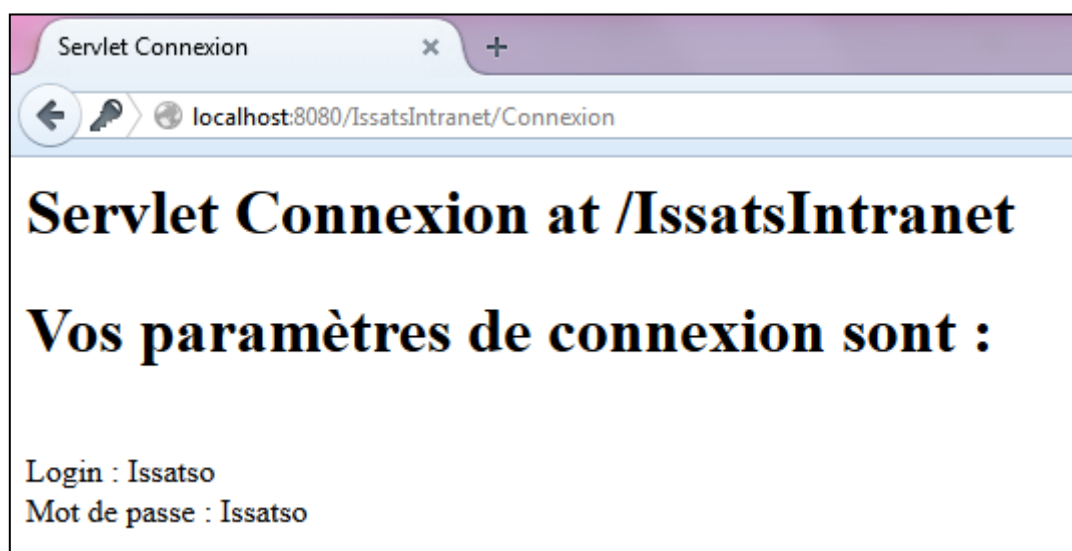 Servlet Connexion
localhost:8080/IssatsIntranet/Connexion
Servlet Connexion at /IssatsIntranet
Vos paramètres de connexion sont :
Login : Issatso
Mot de passe : Issatso